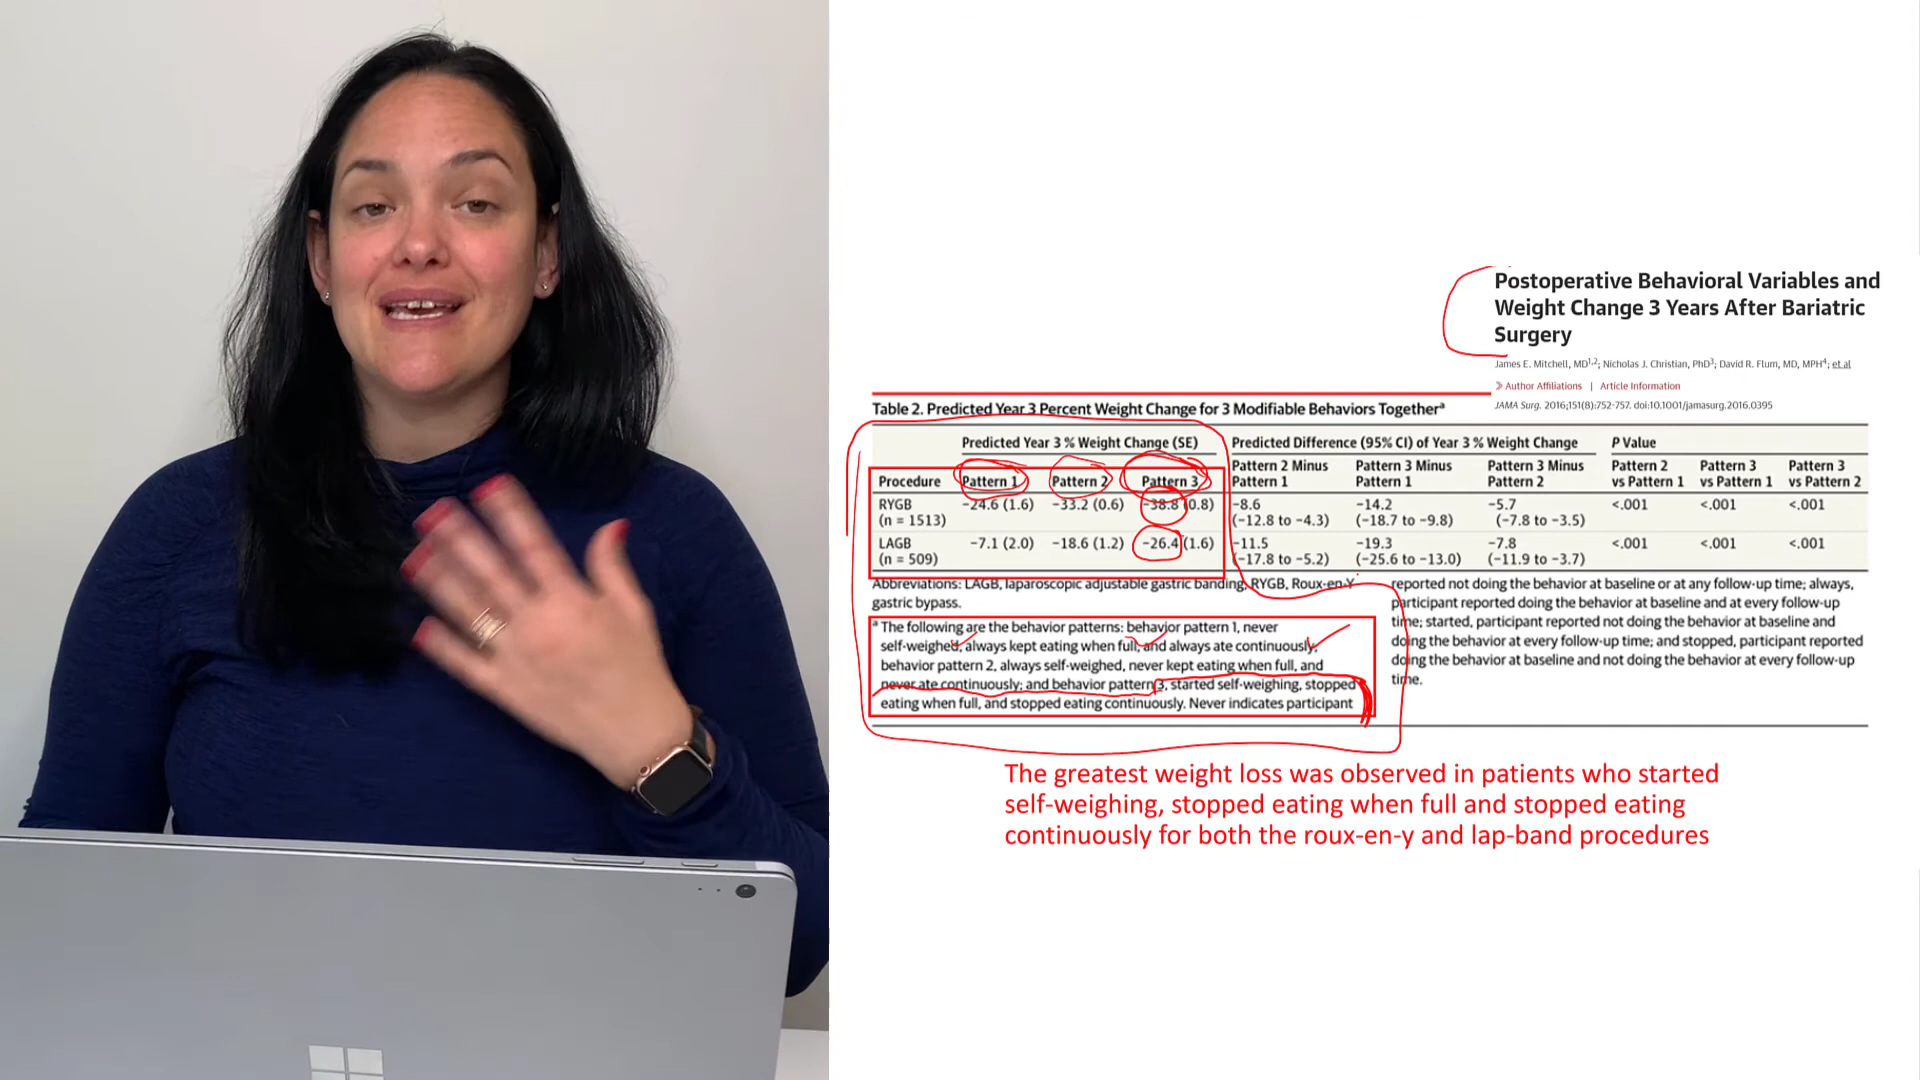 Postoperative Behavioral Variables and
Weight Change 3 Years After Bariatric
Surgery
James E. Mitchell, MD1,2; Nicholas J. Christian, PhD3; David R. Flum, MD, MPH4; et al
» Author Affiliations | Article Information
JAMA Surg. 2016;151(8):752-757. doi:10.1001/jamasurg.2016.0395
Table 2. Predicted Year 3 Percent Weight Change for 3 Modifiable Behaviors Togethera
Predicted Year 3 % Weight Change (SE) Predicted Difference (95% CI) of Year 3 % Weight Change P Value
Pattern 2 Minus Pattern 3 Minus Pattern 3 Minus Pattern 2 Pattern 3 Pattern 3
Procedure Pattern 1 Pattern 2 Pattern 3 Pattern 1 Pattern 1 Pattern 2 vs Pattern 1 vs Pattern 1 vs Pattern 2
RYGB −24.6 (1.6) −33.2 (0.6) −38.8 (0.8) −8.6 −14.2 −5.7 <.001 <.001 <.001
(n = 1513) (−12.8 to −4.3) (−18.7 to −9.8) (−7.8 to −3.5)
LAGB −7.1 (2.0) −18.6 (1.2) −26.4 (1.6) −11.5 −19.3 −7.8 <.001 <.001 <.001
(n = 509) (−17.8 to −5.2) (−25.6 to −13.0) (−11.9 to −3.7)
Abbreviations: LAGB, laparoscopic adjustable gastric banding; RYGB, Roux-en-Y
gastric bypass.
a The following are the behavior patterns: behavior pattern 1, never
self-weighed, always kept eating when full, and always ate continuously;
behavior pattern 2, always self-weighed, never kept eating when full, and
never ate continuously; and behavior pattern 3, started self-weighing, stopped
eating when full, and stopped eating continuously. Never indicates participant
reported not doing the behavior at baseline or at any follow-up time; always,
participant reported doing the behavior at baseline and at every follow-up
time; started, participant reported not doing the behavior at baseline and
doing the behavior at every follow-up time; and stopped, participant reported
doing the behavior at baseline and not doing the behavior at every follow-up
time.
The greatest weight loss was observed in patients who started
self-weighing, stopped eating when full and stopped eating
continuously for both the roux-en-y and lap-band procedures